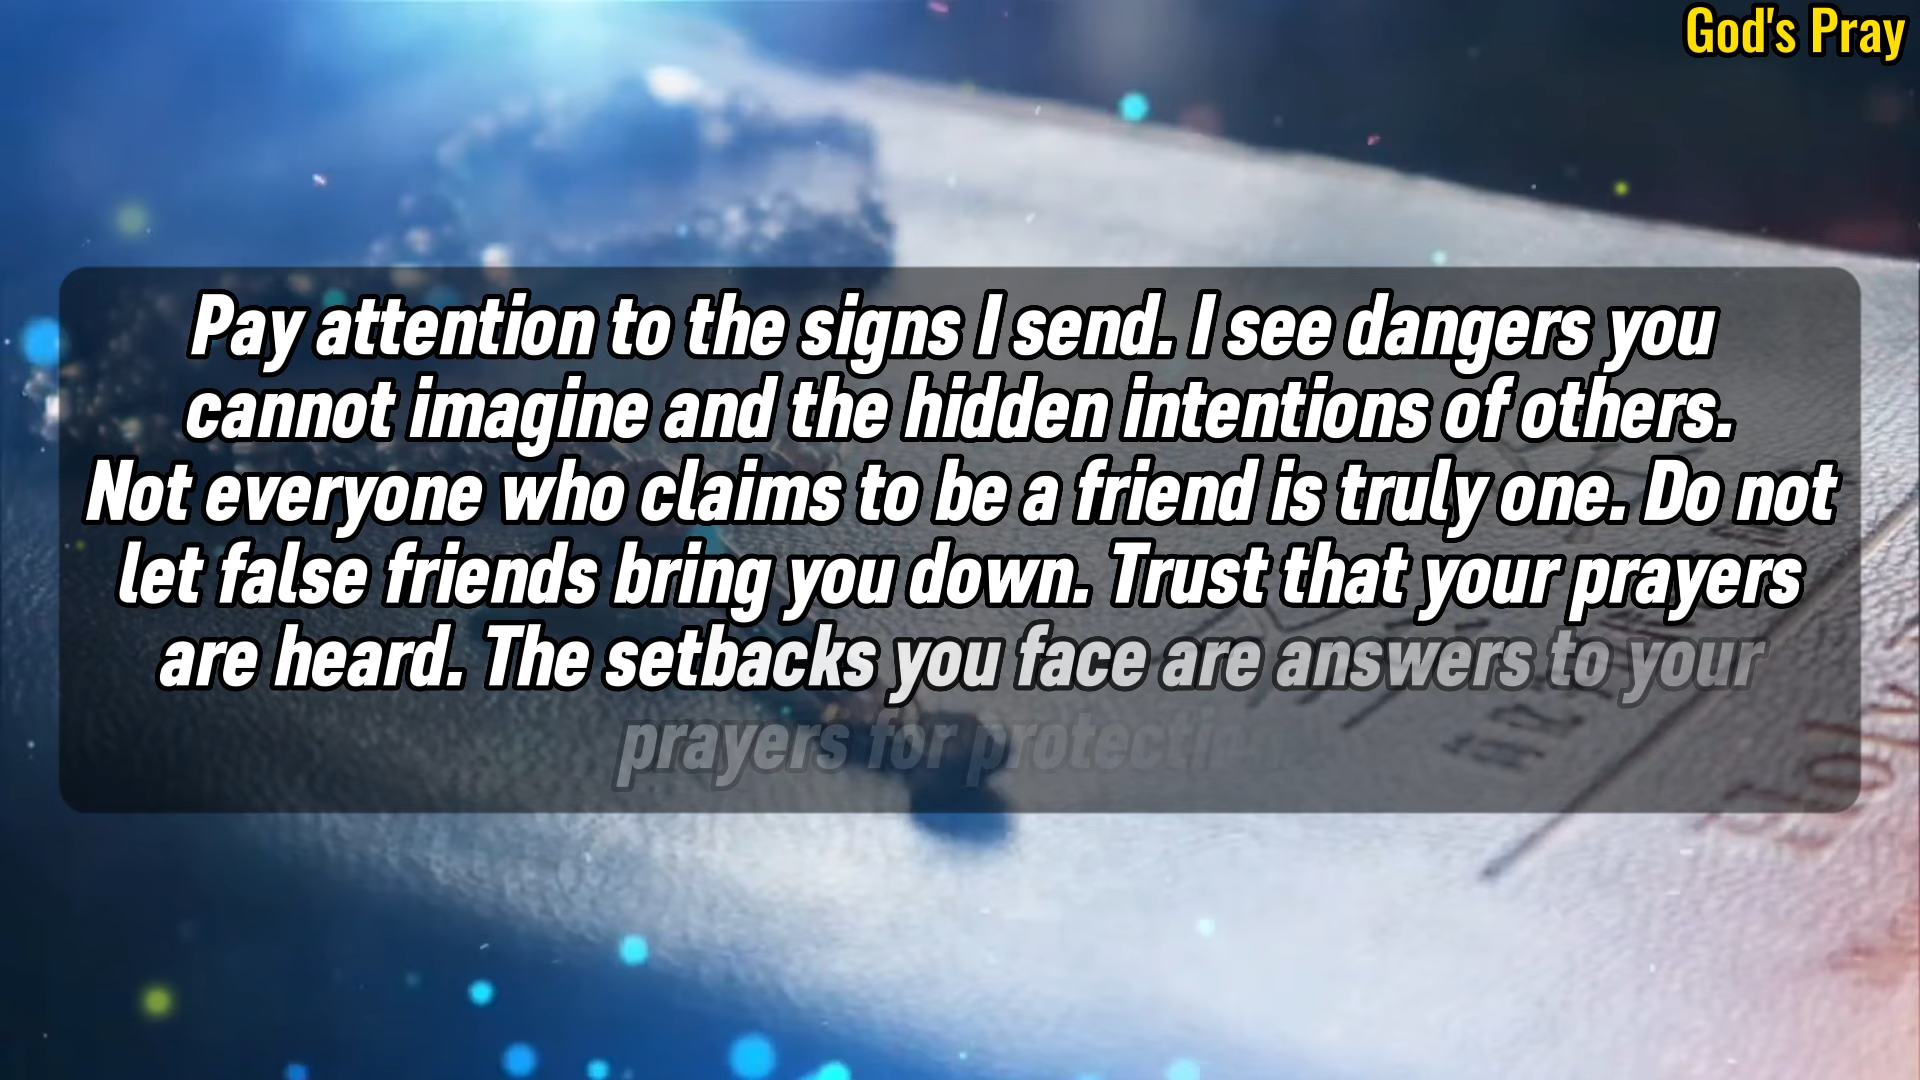 God's Pray
Pay attention to the signs I send. I see dangers you
cannot imagine and the hidden intentions of others.
Not everyone who claims to be a friend is truly one. Do not
let false friends bring you down. Trust that your prayers
are heard. The setbacks you face are answers to your
prayers for